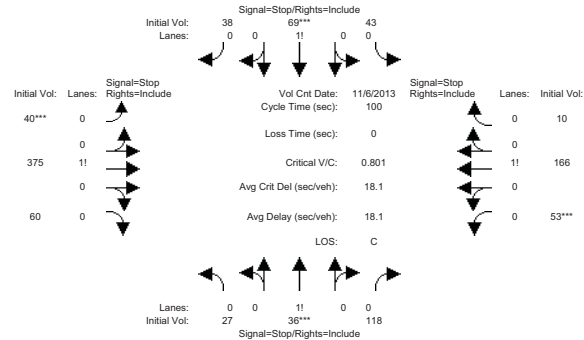 Signal=Stop/Rights=Include
Initial Vol: 38 69*** 43
Lanes: 0 0 1! 0 0
Signal=Stop Signal=Stop
Initial Vol: Lanes: Rights=Include Vol Cnt Date: 11/6/2013 Rights=Include Lanes: Initial Vol:
Cycle Time (sec): 100
40*** 0 0 10
Loss Time (sec): 0
0 0
375 1! Critical V/C: 0.801 1! 166
0 Avg Crit Del (sec/veh): 18.1 0
60 0 Avg Delay (sec/veh): 18.1 0 53***
LOS: C
Lanes: 0 0 1! 0 0
Initial Vol: 27 36*** 118
Signal=Stop/Rights=Include